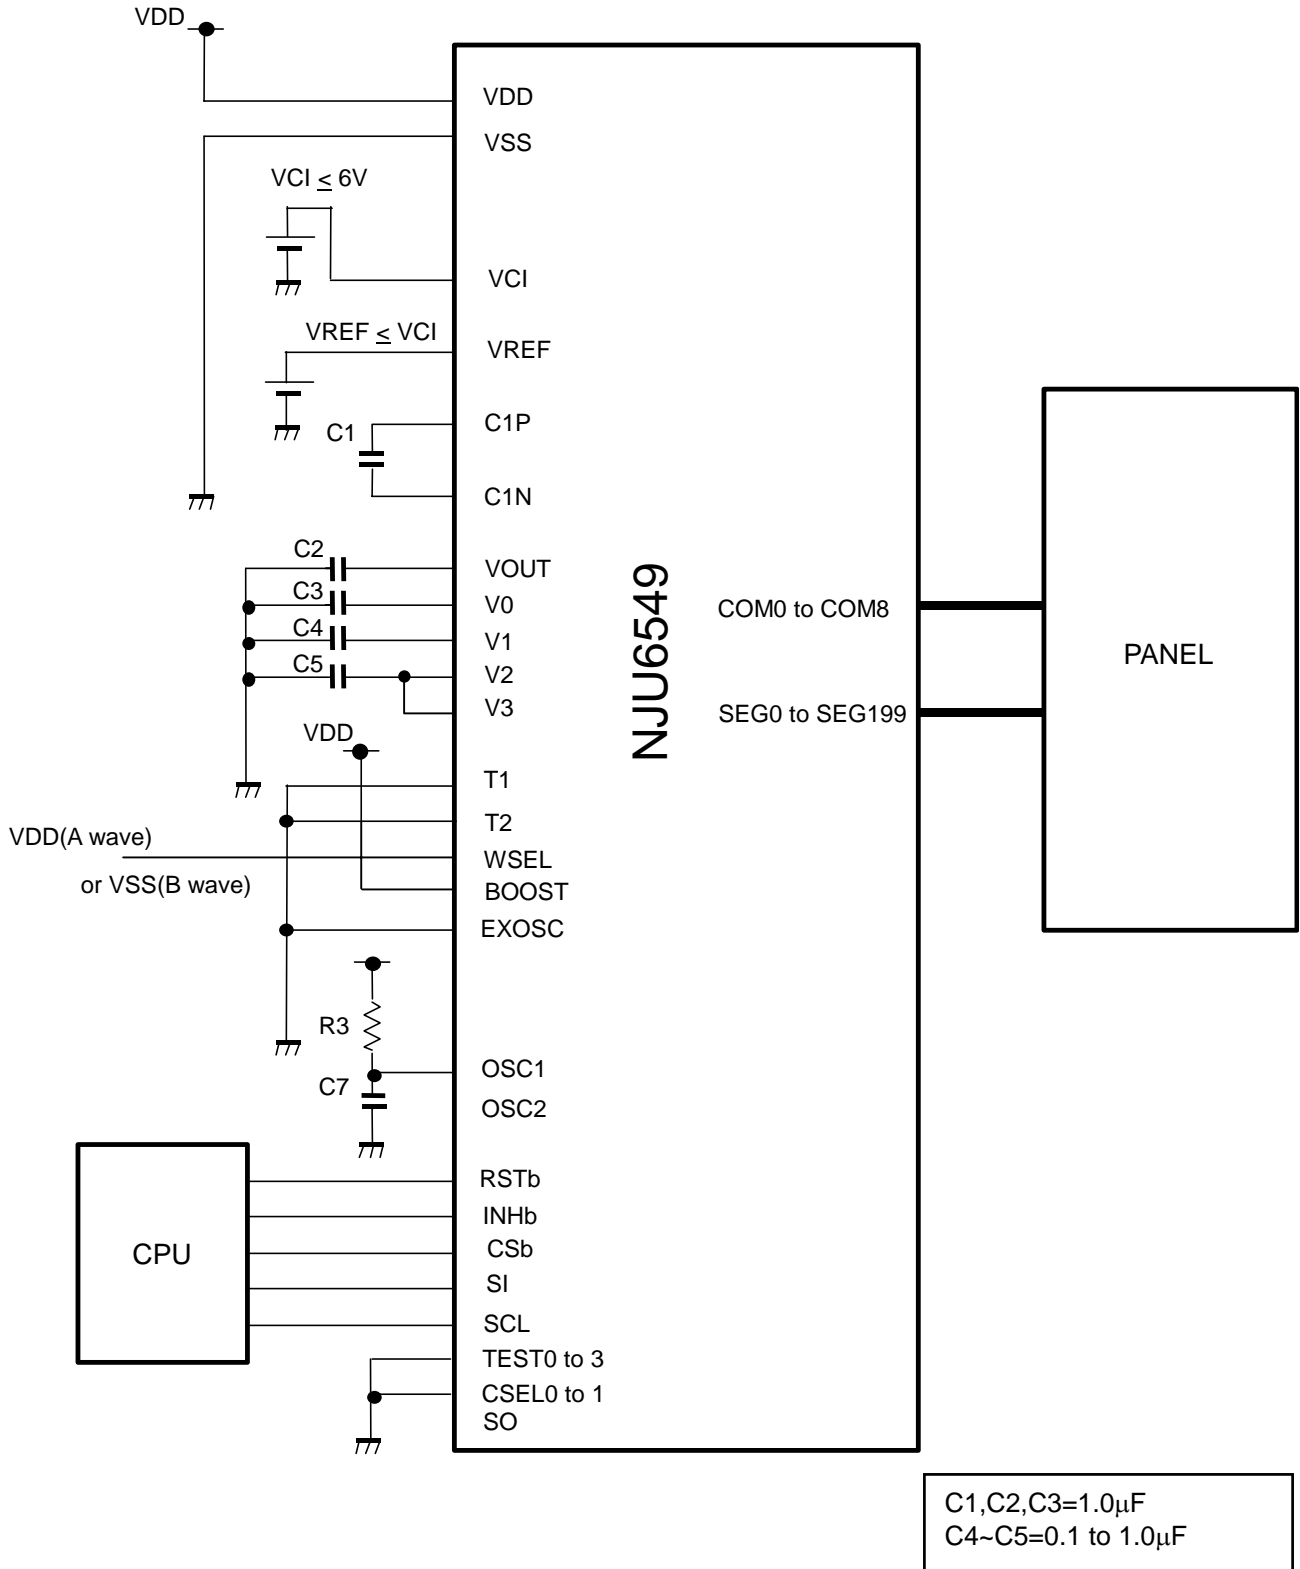 VDD
VDD
VSS
VCI ≤ 6V
VCI
VREF ≤ VCI
VREF
C1P
C1
C1N
C2
VOUT
C3
V0
C4
V1
C5
V2
V3
VDD
T1
T2
VDD(A wave)
WSEL
or VSS(B wave)
BOOST
EXOSC
R3
OSC1
C7
OSC2
NJU6549
COM0 to COM8
SEG0 to SEG199
PANEL
CPU
RSTb
INHb
CSb
SI
SCL
TEST0 to 3
CSEL0 to 1
SO
C1,C2,C3=1.0μF
C4~C5=0.1 to 1.0μF